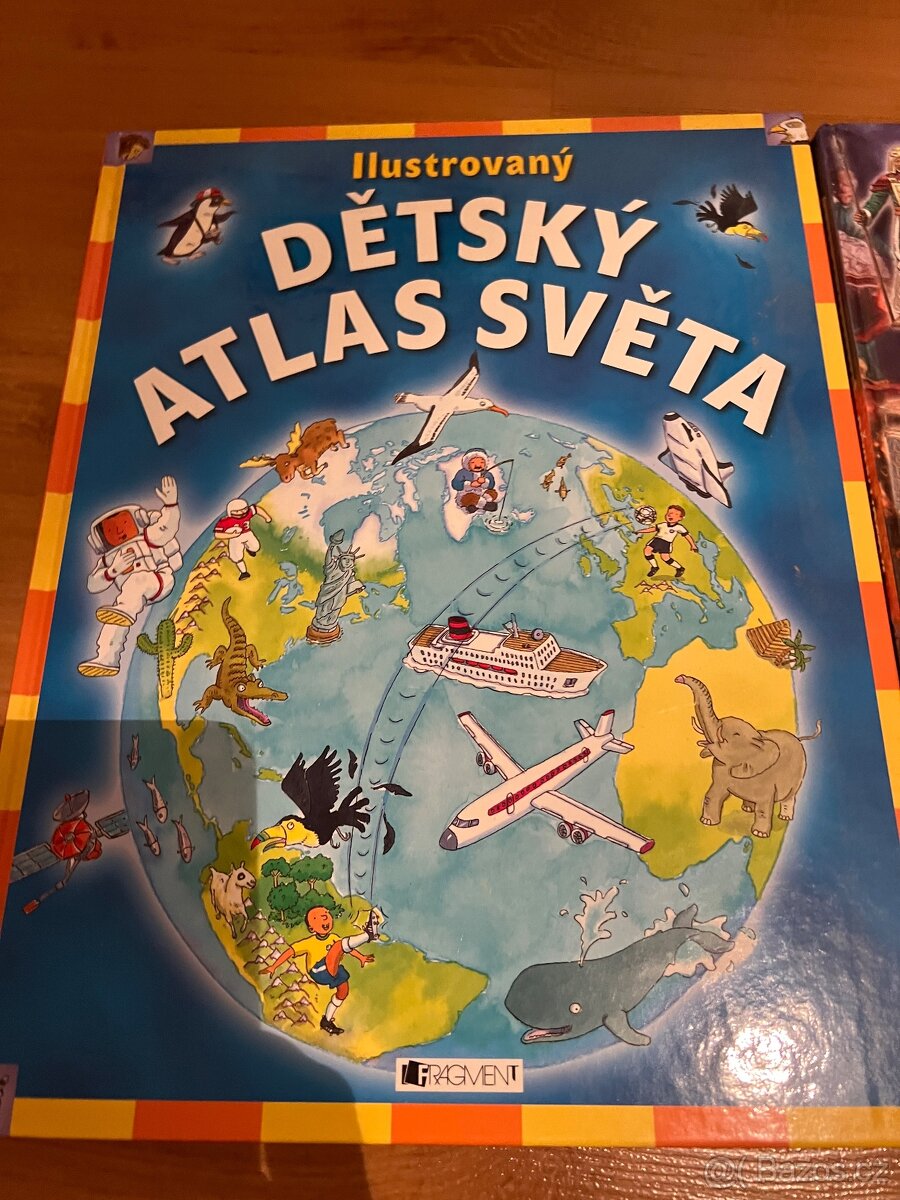 Ilustrovaný
DĚTSKÝ
ATLAS SVĚTA
FRAGMENT
@Bazos.cz